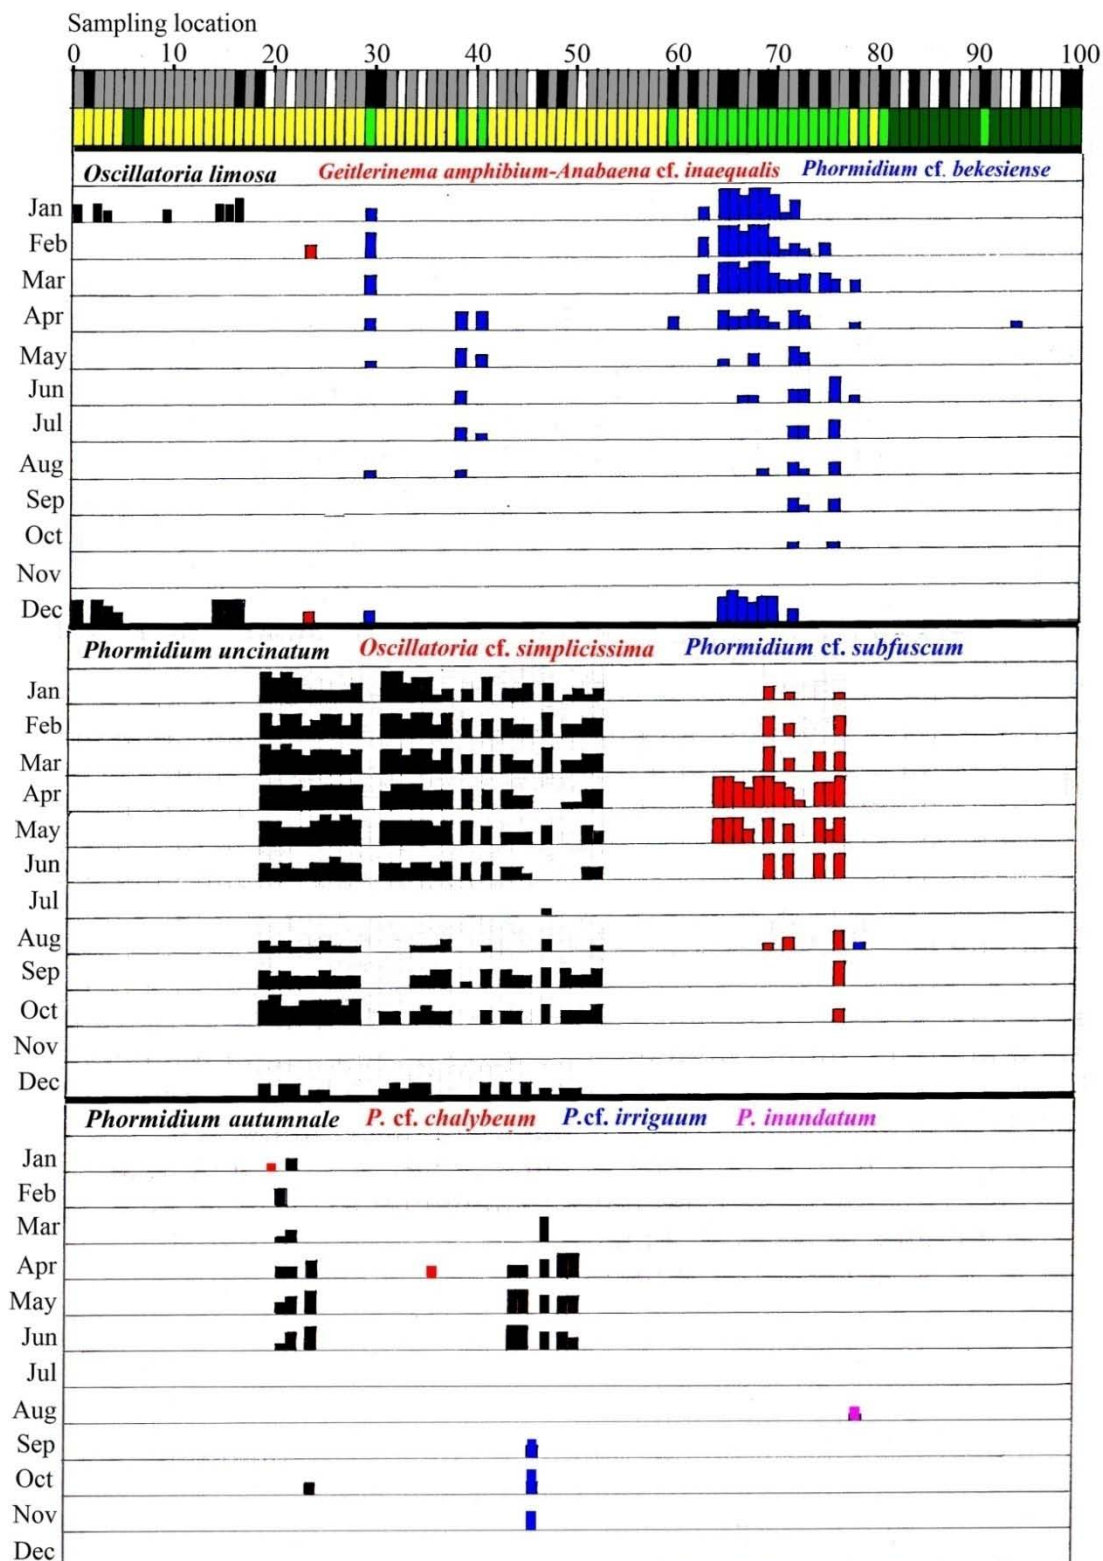 Sampling location
0 10 20 30 40 50 60 70 80 90 100
Oscillatoria limosa Geitlerinema amphibium-Anabaena cf. inaequalis Phormidium cf. bekesiense
Jan
Feb
Mar
Apr
May
Jun
Jul
Aug
Sep
Oct
Nov
Dec
Phormidium uncinatum Oscillatoria cf. simplicissima Phormidium cf. subfuscum
Jan
Feb
Mar
Apr
May
Jun
Jul
Aug
Sep
Oct
Nov
Dec
Phormidium autumnale P. cf. chalybeum P.cf. irriguum P. inundatum
Jan
Feb
Mar
Apr
May
Jun
Jul
Aug
Sep
Oct
Nov
Dec